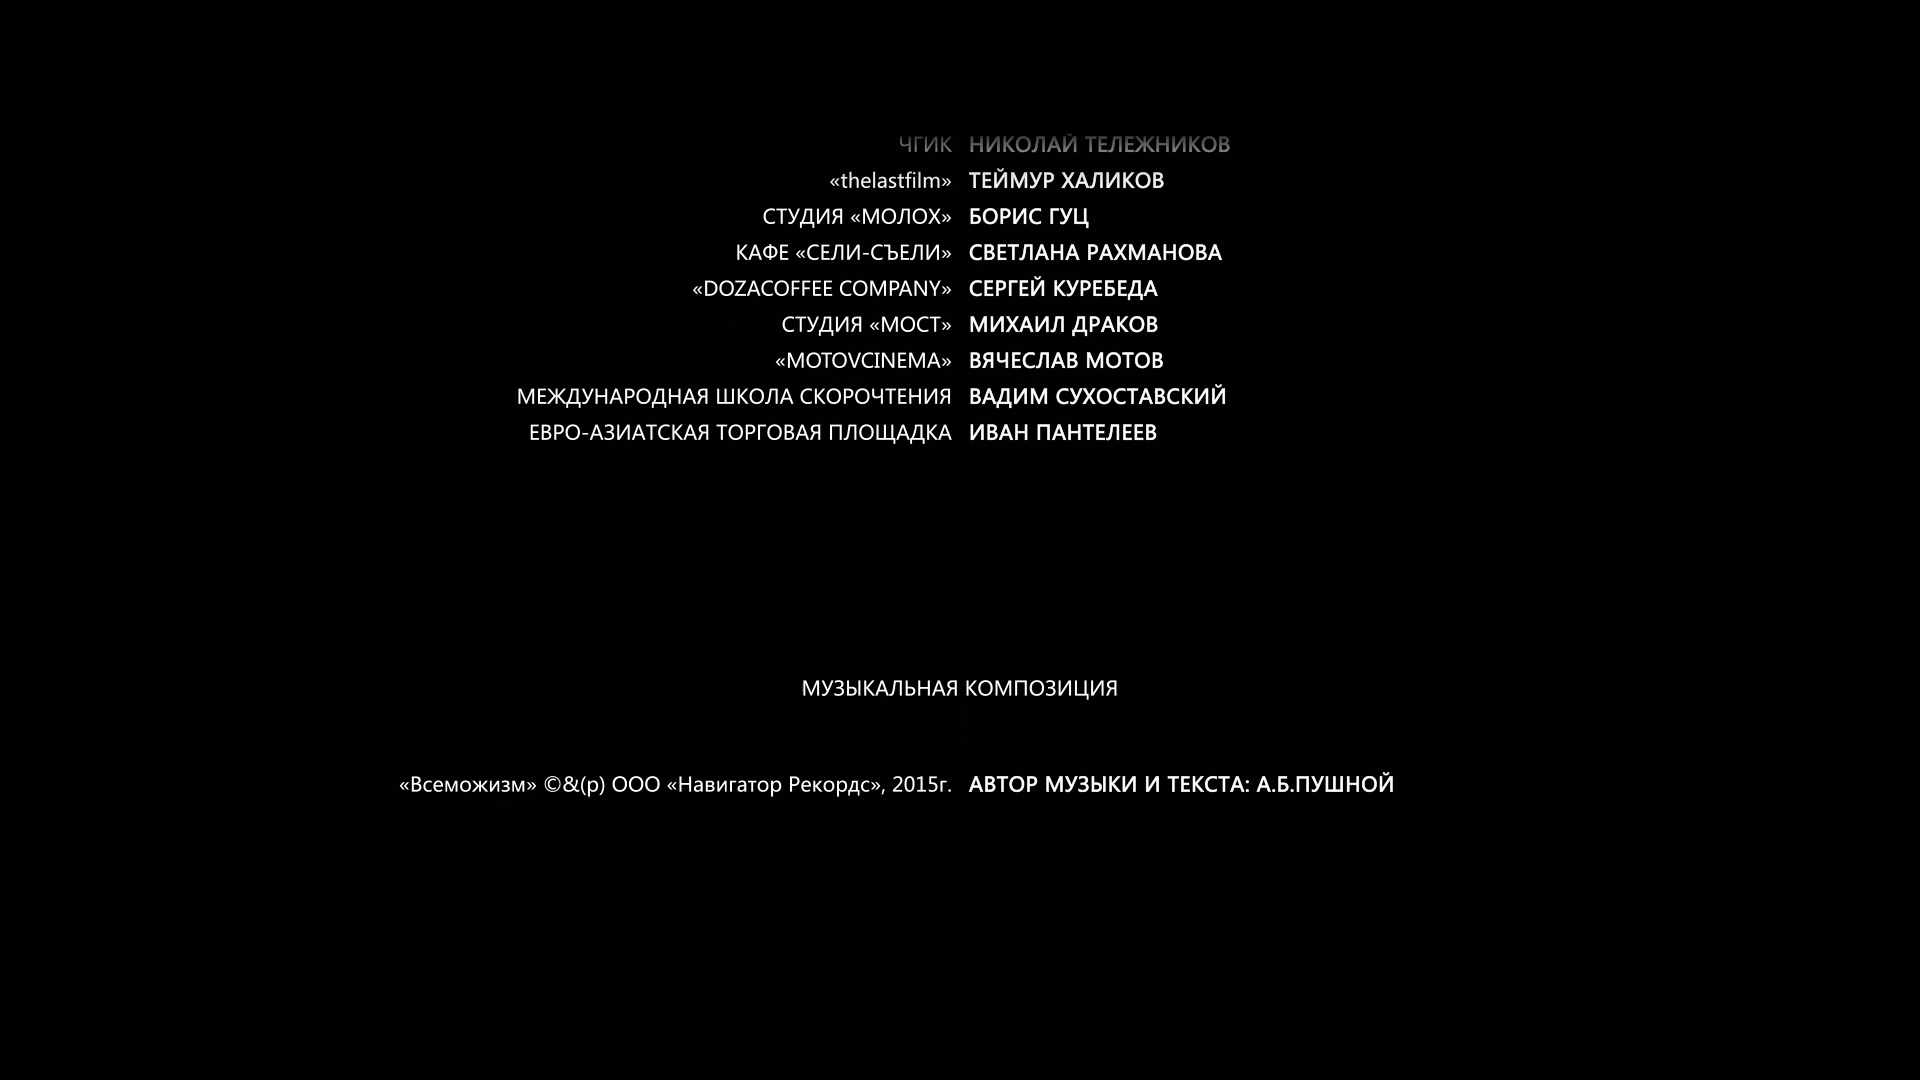 ЧГИК НИКОЛАЙ ТЕЛЕЖНИКОВ
«thelastfilm» ТЕЙМУР ХАЛИКОВ
СТУДИЯ «МОЛОХ» БОРИС ГУЦ
КАФЕ «СЕЛИ-СЪЕЛИ» СВЕТЛАНА РАХМАНОВА
«DOZACOFFEE COMPANY» СЕРГЕЙ КУРЕБЕДА
СТУДИЯ «МОСТ» МИХАИЛ ДРАКОВ
«MOTOVCINEMA» ВЯЧЕСЛАВ МОТОВ
МЕЖДУНАРОДНАЯ ШКОЛА СКОРОЧТЕНИЯ ВАДИМ СУХОСТАВСКИЙ
ЕВРО-АЗИАТСКАЯ ТОРГОВАЯ ПЛОЩАДКА ИВАН ПАНТЕЛЕЕВ
МУЗЫКАЛЬНАЯ КОМПОЗИЦИЯ
«Всеможизм» ©&(р) ООО «Навигатор Рекордс», 2015г. АВТОР МУЗЫКИ И ТЕКСТА: А.Б.ПУШНОЙ